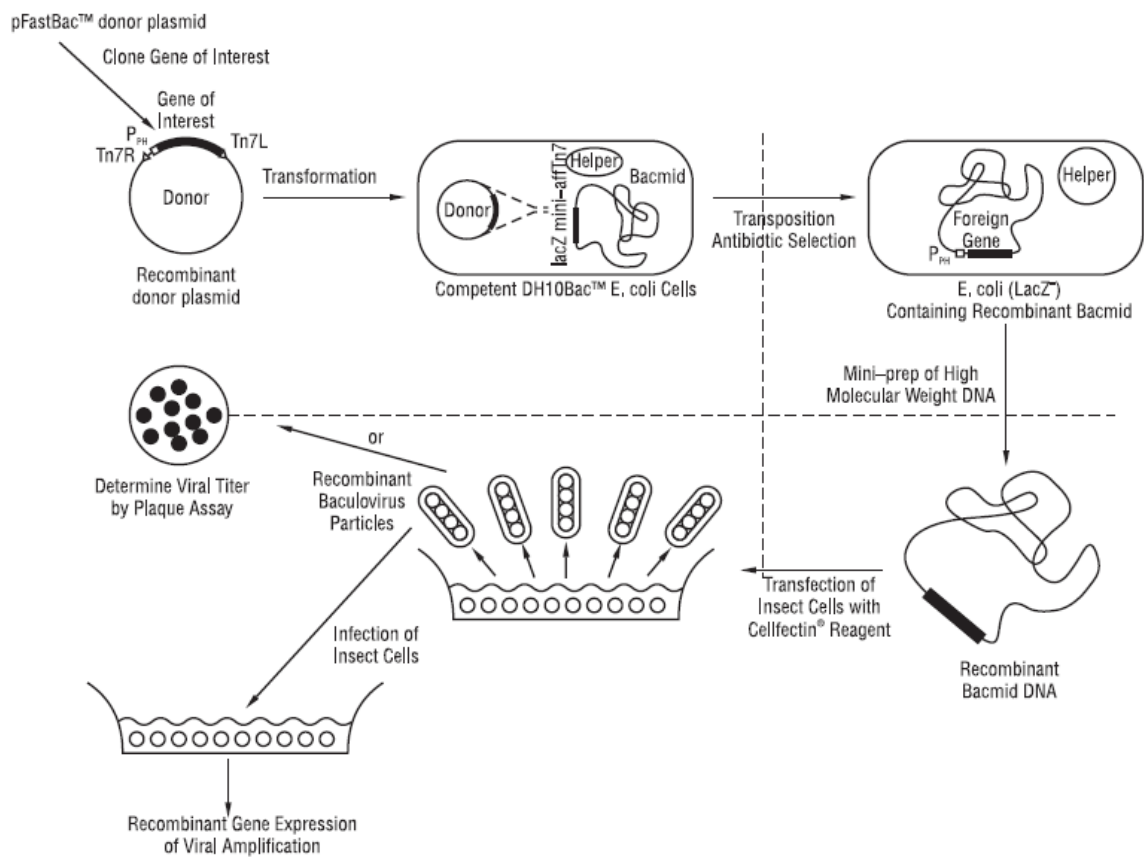 pFastBac™ donor plasmid
Clone Gene of Interest
Gene of
Interest
P_PH
Tn7R
Tn7L
Donor
Recombinant
donor plasmid
Transformation
Donor
lacZ mini-attTn7
Helper
Bacmid
Competent DH10Bac™ E, coli Cells
Transposition
Antibiotic Selection
Helper
Foreign
Gene
P_PH
E, coli (LacZ⁻)
Containing Recombinant Bacmid
Mini–prep of High
Molecular Weight DNA
Determine Viral Titer
by Plaque Assay
or
Recombinant
Baculovirus
Particles
Transfection of
Insect Cells with
Cellfectin® Reagent
Recombinant
Bacmid DNA
Infection of
Insect Cells
Recombinant Gene Expression
of Viral Amplification